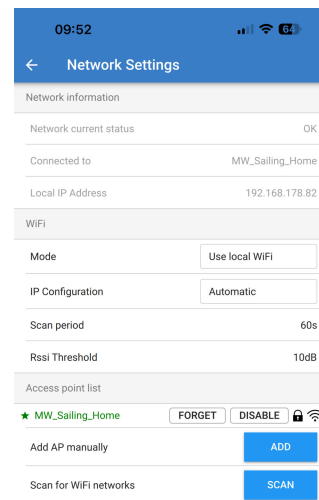 09:52
64
Network Settings
Network information
Network current status OK
Connected to MW_Sailing_Home
Local IP Address 192.168.178.82
WiFi
Mode Use local WiFi
IP Configuration Automatic
Scan period 60s
Rssi Threshold 10dB
Access point list
MW_Sailing_Home FORGET DISABLE
Add AP manually ADD
Scan for WiFi networks SCAN